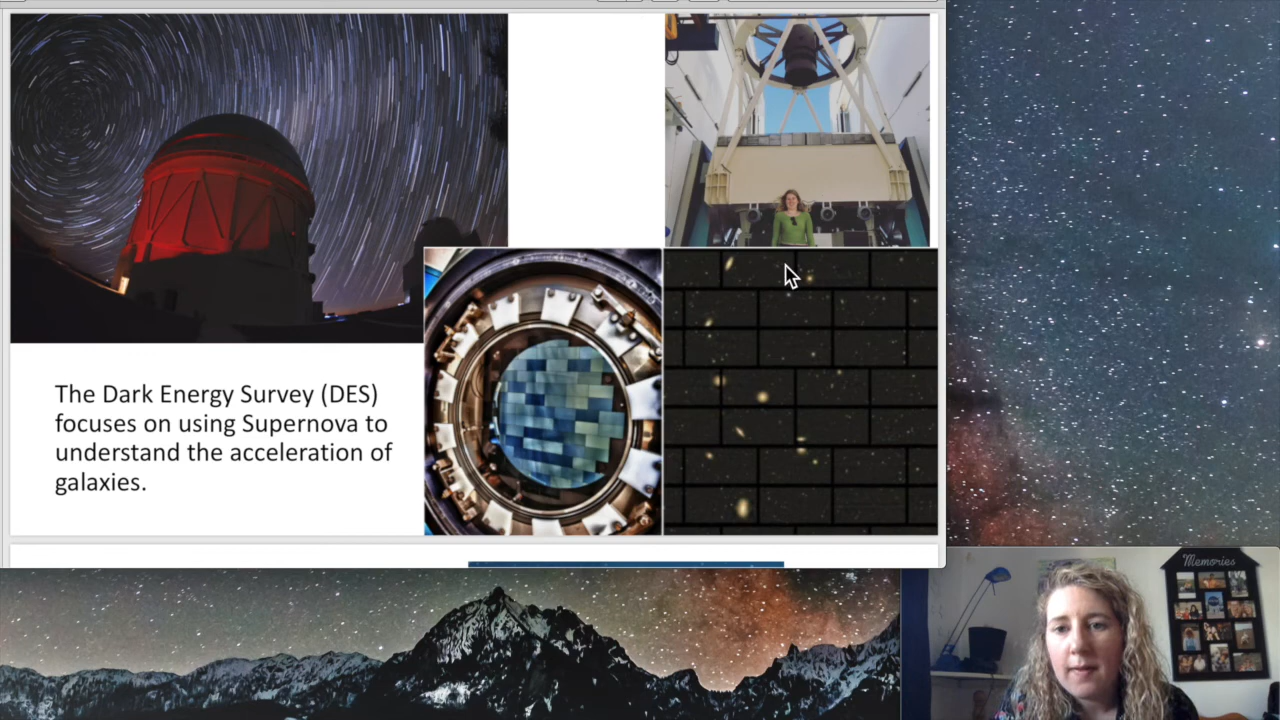 The Dark Energy Survey (DES)
focuses on using Supernova to
understand the acceleration of
galaxies.
Memories